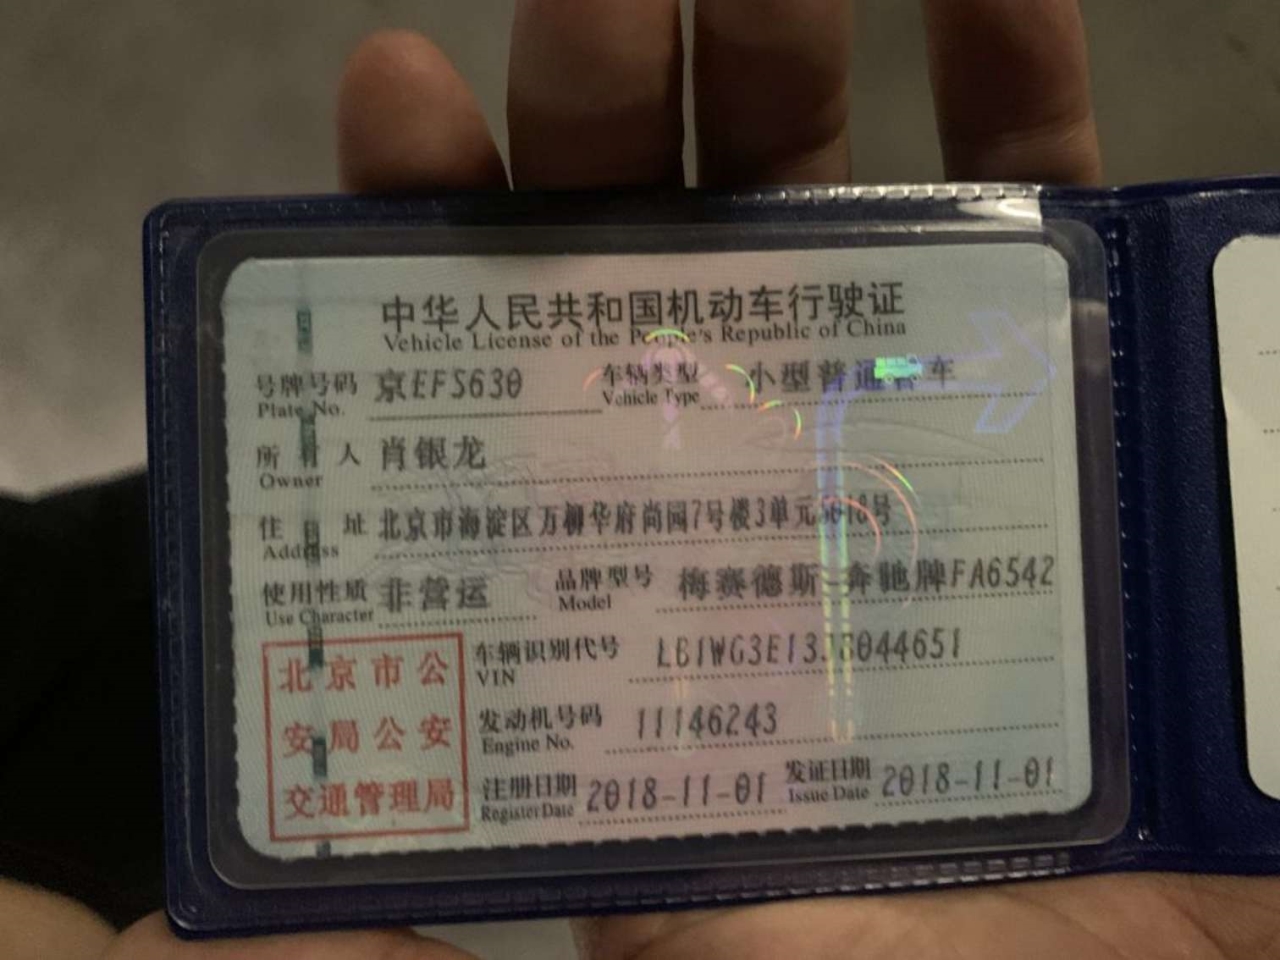 中华人民共和国机动车行驶证
Vehicle License of the People's Republic of China
号牌号码 京EF5630 车辆类型 小型普通客车
Plate No. Vehicle Type
所有人 肖银龙
Owner
住址 北京市海淀区万柳华府尚园7号楼3单元
Address
使用性质 非营运 品牌型号 梅赛德斯-奔驰牌FA6542
Use Character Model
车辆识别代号
VIN
发动机号码 11146243
Engine No.
注册日期 2018-11-01 发证日期 2018-11-01
Register Date Issue Date
北京市公
安局公安
交通管理局